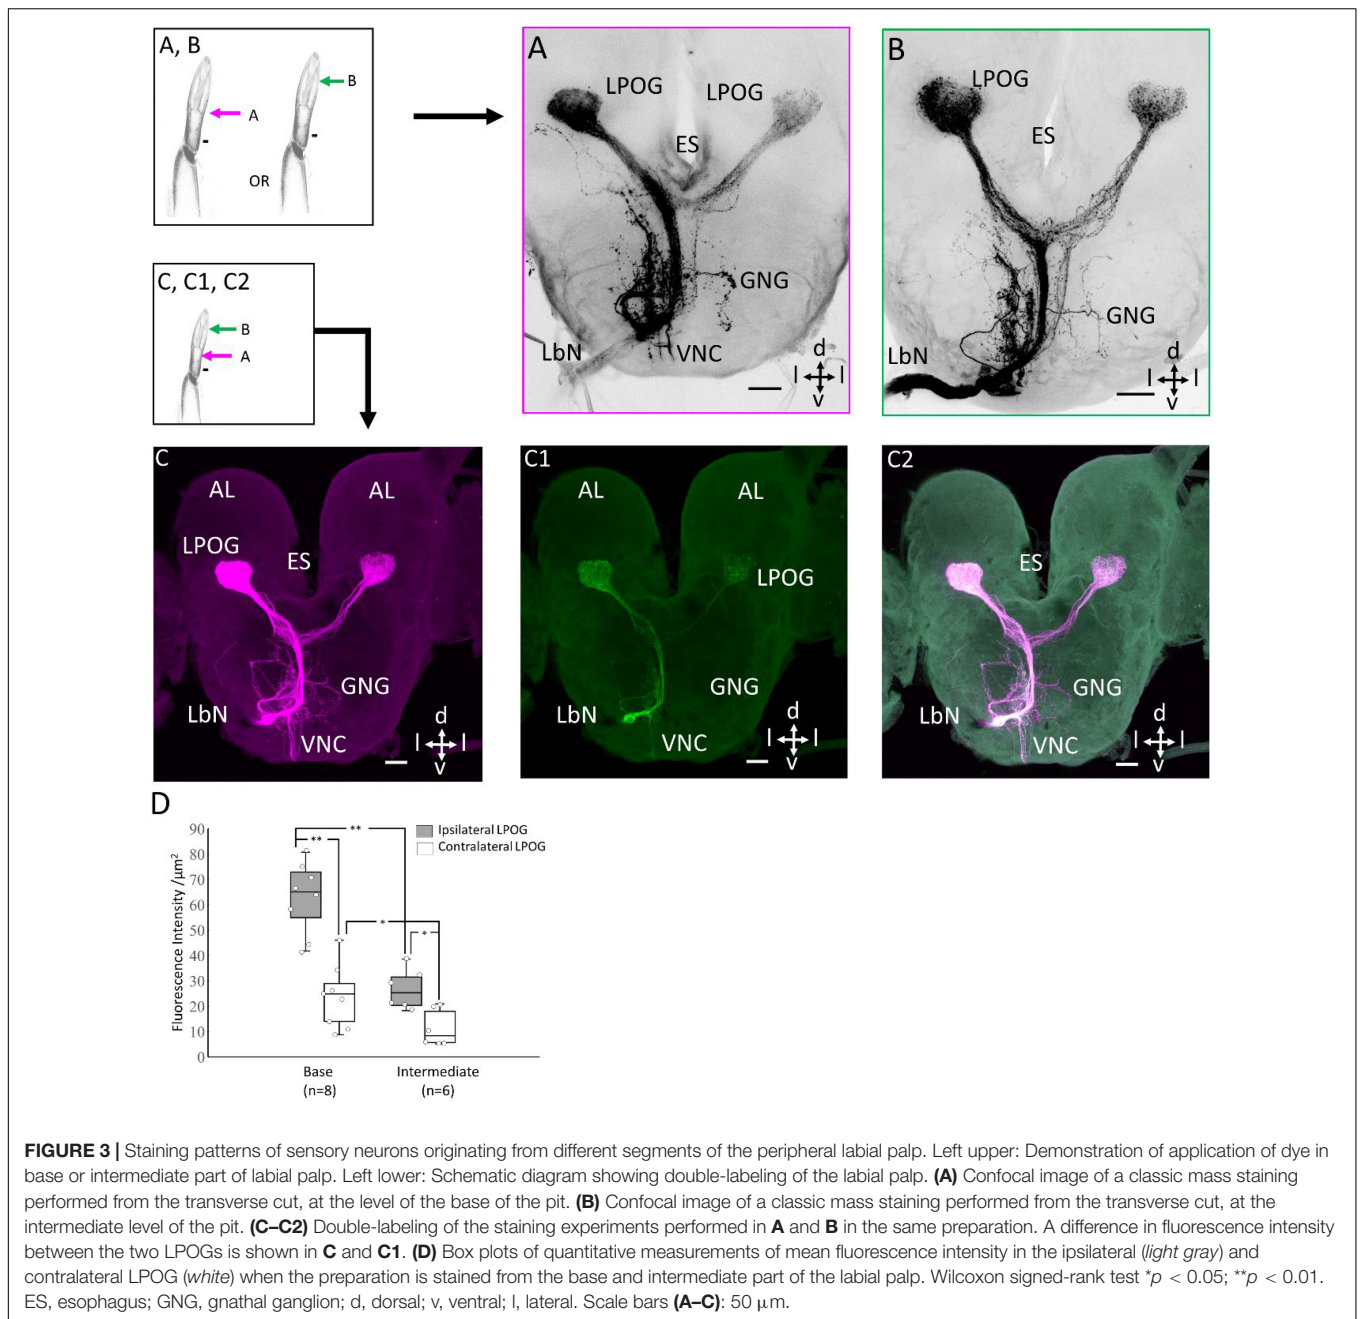 A, B
B
A
OR
A
LPOG
LPOG
ES
GNG
LbN
VNC
d
l l
v
B
LPOG
ES
GNG
LbN
d
l l
v
C, C1, C2
B
A
C
AL
AL
LPOG
ES
GNG
LbN
VNC
d
l l
v
C1
AL
AL
LPOG
GNG
LbN
VNC
d
l l
v
C2
ES
GNG
LbN
VNC
d
l l
v
D
Fluorescence Intensity /μm²
90
80
70
60
50
40
30
20
10
0
**
**
*
*
Ipsilateral LPOG
Contralateral LPOG
Base
(n=8)
Intermediate
(n=6)
FIGURE 3 | Staining patterns of sensory neurons originating from different segments of the peripheral labial palp. Left upper: Demonstration of application of dye in
base or intermediate part of labial palp. Left lower: Schematic diagram showing double-labeling of the labial palp. (A) Confocal image of a classic mass staining
performed from the transverse cut, at the level of the base of the pit. (B) Confocal image of a classic mass staining performed from the transverse cut, at the
intermediate level of the pit. (C–C2) Double-labeling of the staining experiments performed in A and B in the same preparation. A difference in fluorescence intensity
between the two LPOGs is shown in C and C1. (D) Box plots of quantitative measurements of mean fluorescence intensity in the ipsilateral (light gray) and
contralateral LPOG (white) when the preparation is stained from the base and intermediate part of the labial palp. Wilcoxon signed-rank test *p < 0.05; **p < 0.01.
ES, esophagus; GNG, gnathal ganglion; d, dorsal; v, ventral; l, lateral. Scale bars (A–C): 50 μm.